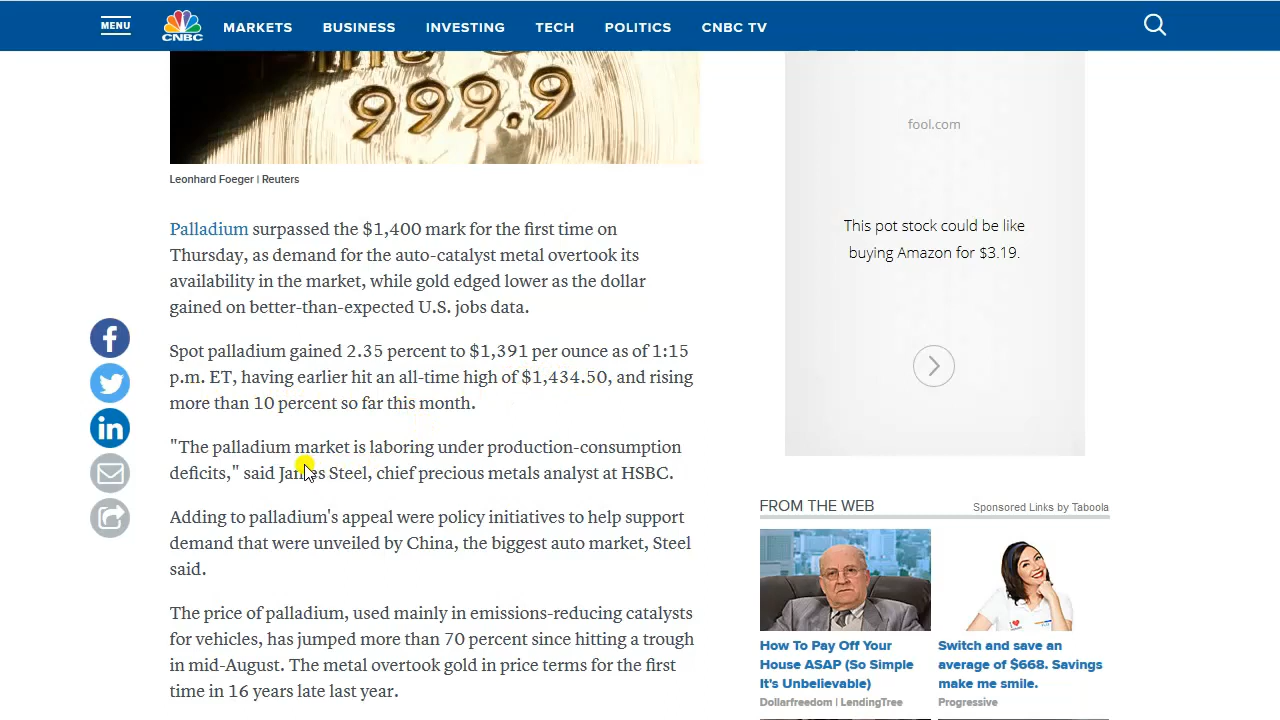 MENU
CNBC
MARKETS
BUSINESS
INVESTING
TECH
POLITICS
CNBC TV
999.9
Leonhard Foeger | Reuters
Palladium surpassed the $1,400 mark for the first time on
Thursday, as demand for the auto-catalyst metal overtook its
availability in the market, while gold edged lower as the dollar
gained on better-than-expected U.S. jobs data.
Spot palladium gained 2.35 percent to $1,391 per ounce as of 1:15
p.m. ET, having earlier hit an all-time high of $1,434.50, and rising
more than 10 percent so far this month.
"The palladium market is laboring under production-consumption
deficits," said James Steel, chief precious metals analyst at HSBC.
Adding to palladium's appeal were policy initiatives to help support
demand that were unveiled by China, the biggest auto market, Steel
said.
The price of palladium, used mainly in emissions-reducing catalysts
for vehicles, has jumped more than 70 percent since hitting a trough
in mid-August. The metal overtook gold in price terms for the first
time in 16 years late last year.
fool.com
This pot stock could be like
buying Amazon for $3.19.
FROM THE WEB
Sponsored Links by Taboola
How To Pay Off Your
House ASAP (So Simple
It's Unbelievable)
Dollarfreedom | LendingTree
Switch and save an
average of $668. Savings
make me smile.
Progressive